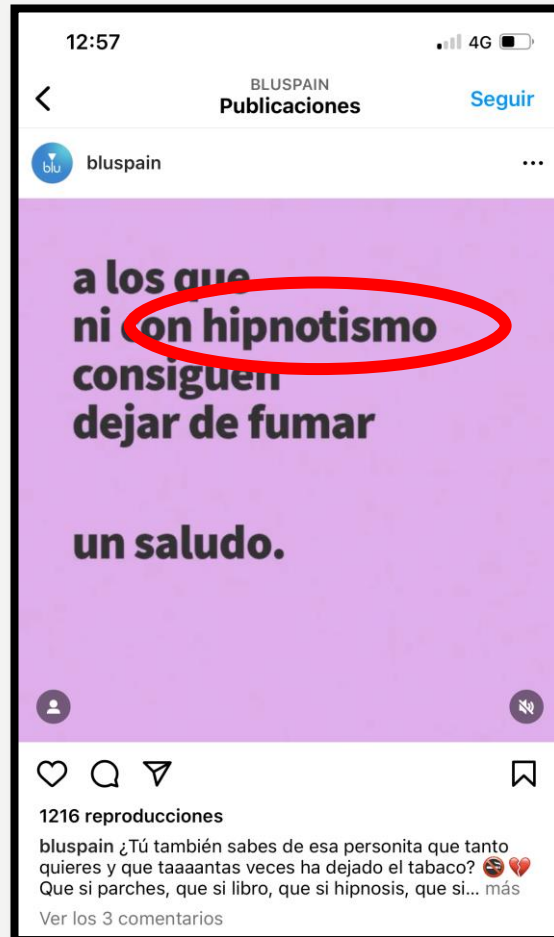 12:57
4G
BLUSPAIN
Publicaciones
Seguir
blu
bluspain
a los que
ni con hipnotismo
consiguen
dejar de fumar
un saludo.
1216 reproducciones
bluspain ¿Tú también sabes de esa personita que tanto
quieres y que taaaantas veces ha dejado el tabaco? 🚭💔
Que si parches, que si libro, que si hipnosis, que si... más
Ver los 3 comentarios